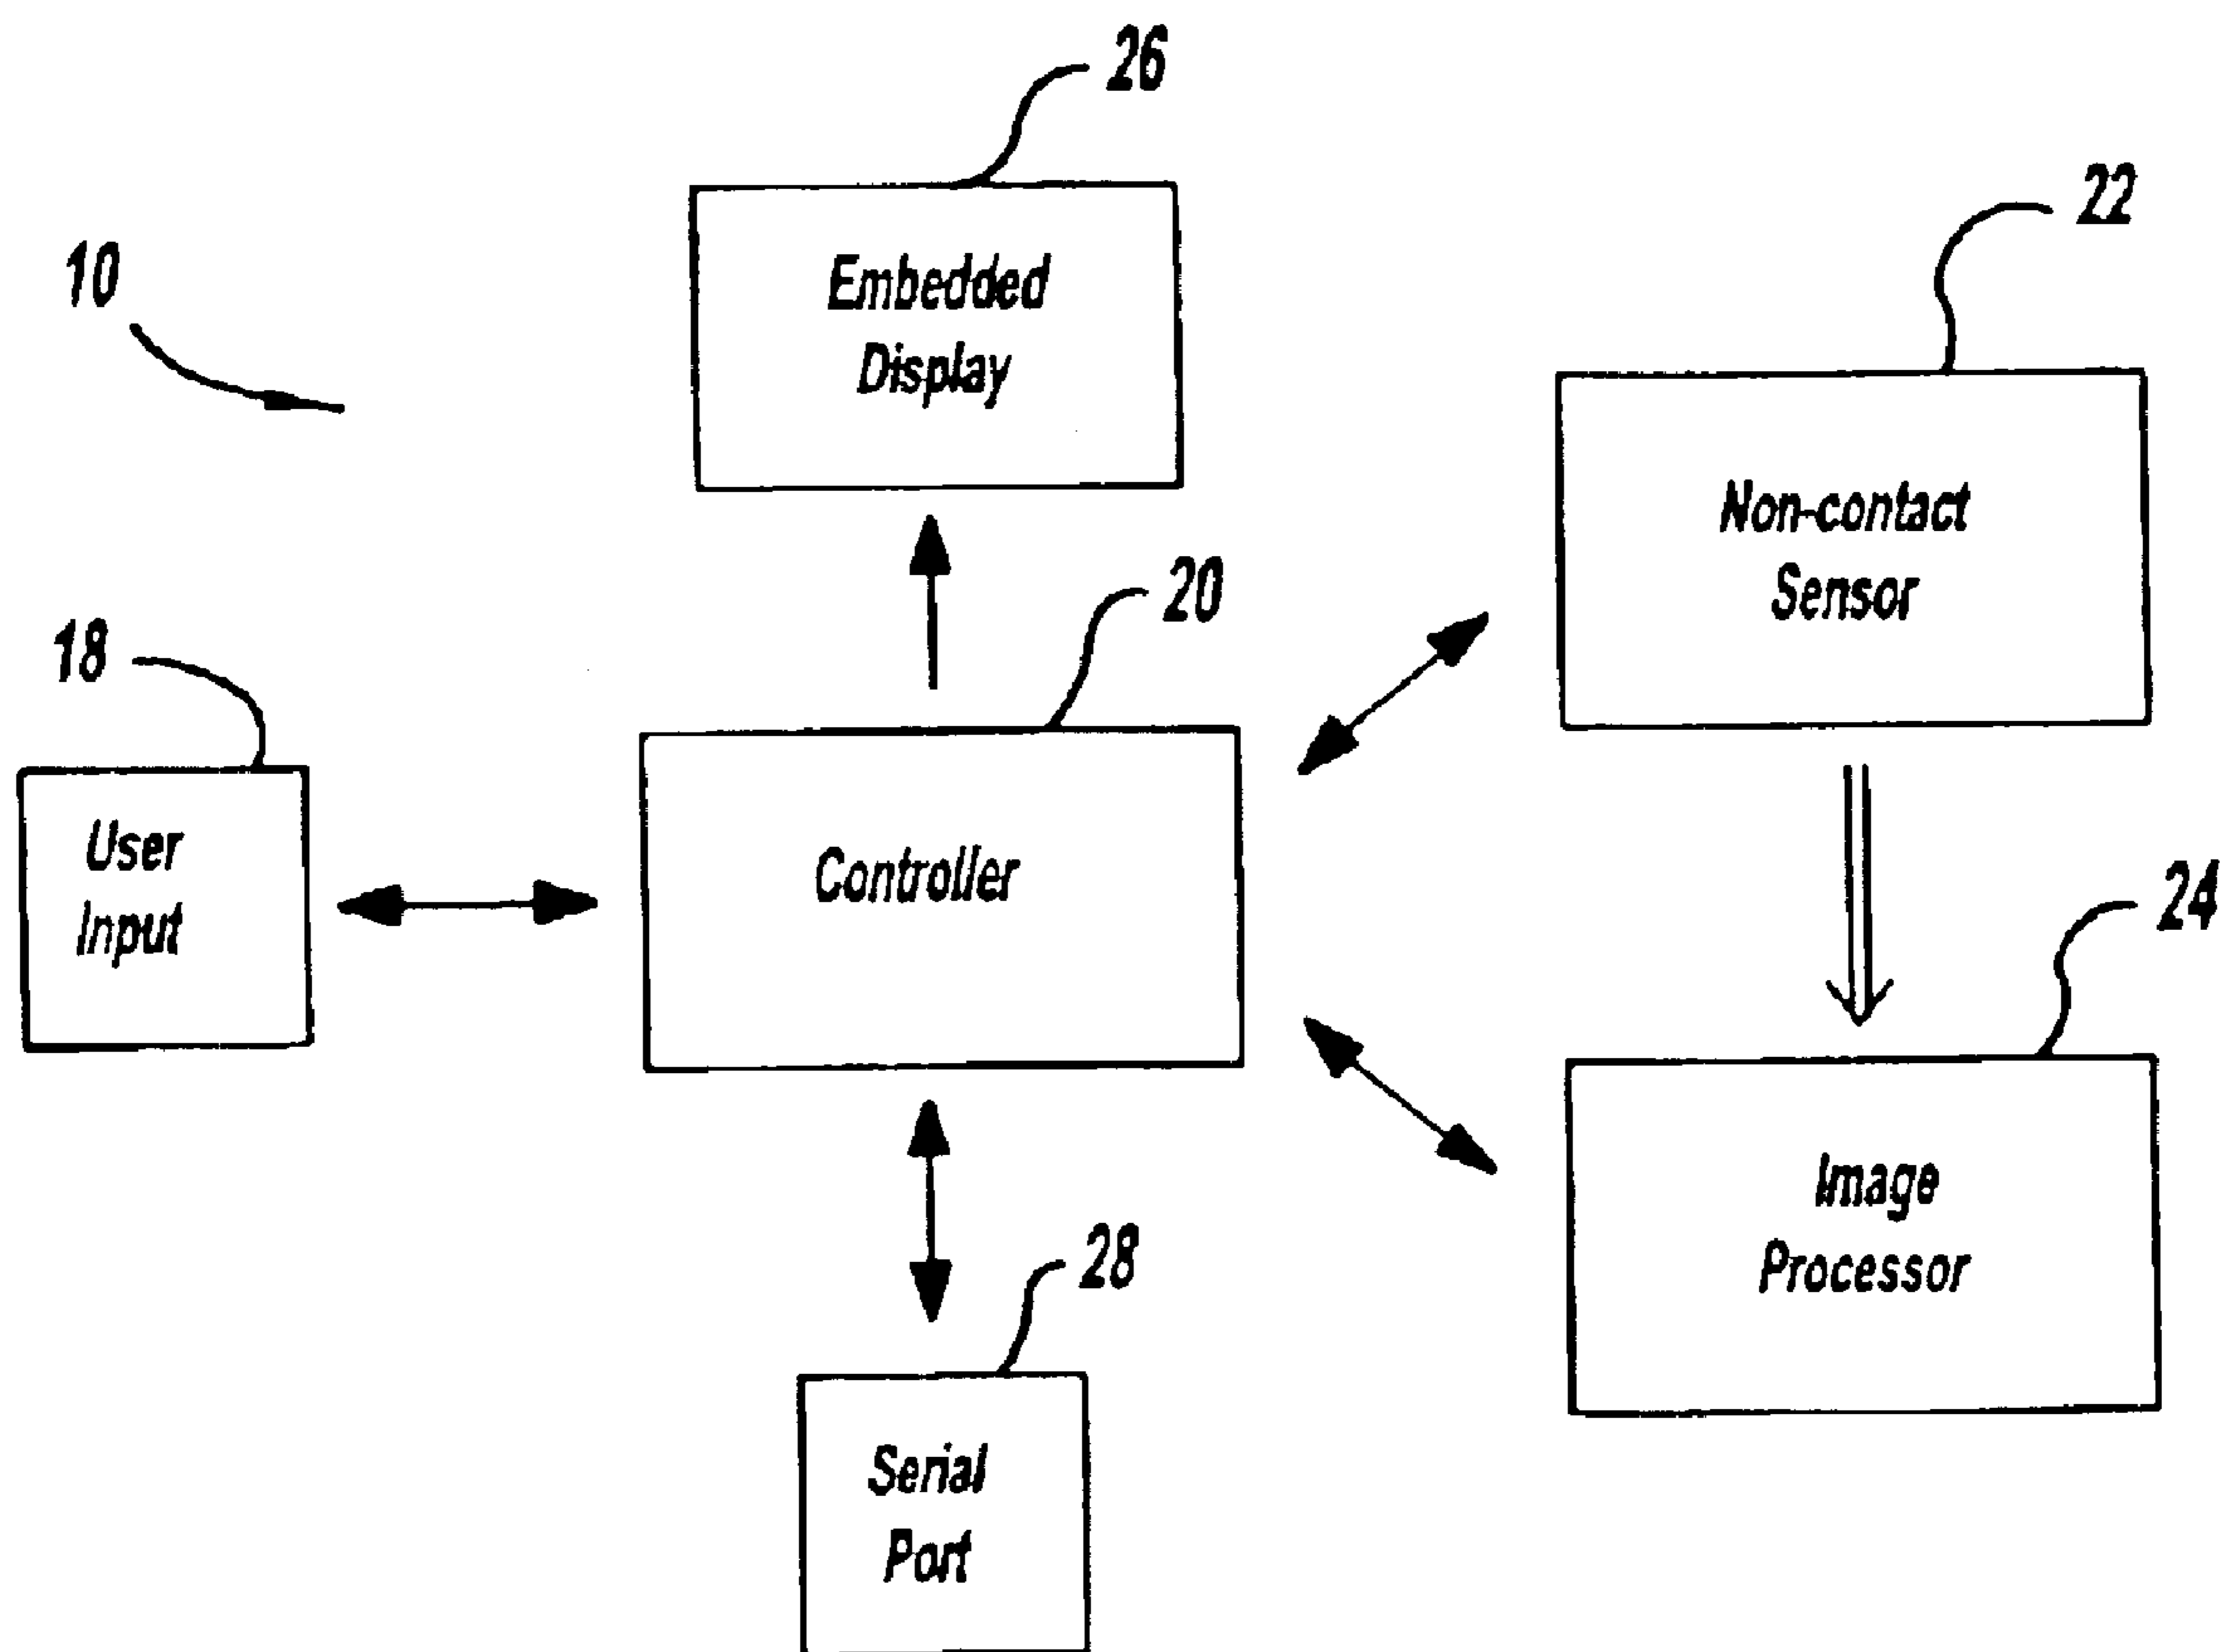 26
22
10
Embedded
Display
Non-contact
Sensor
20
18
User
Input
Controller
24
Image
Processor
28
Serial
Port